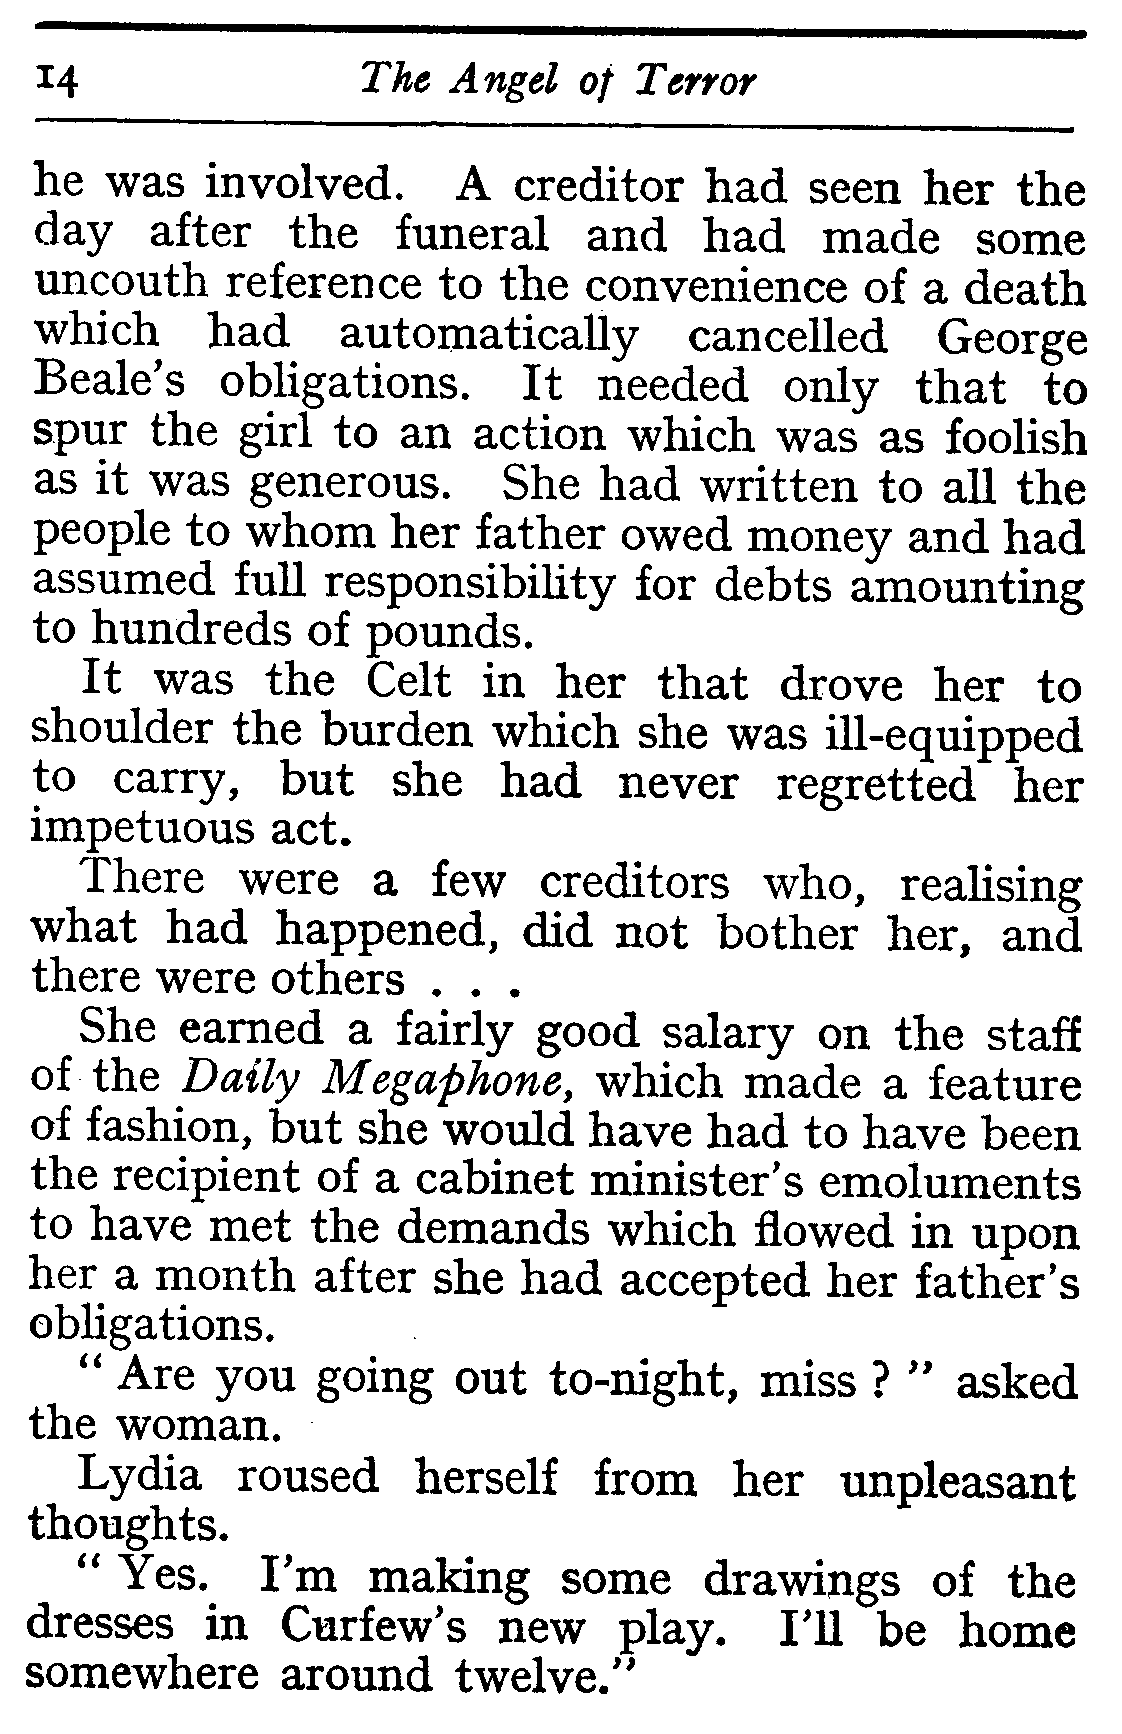 14 The Angel of Terror
he was involved. A creditor had seen her the
day after the funeral and had made some
uncouth reference to the convenience of a death
which had automatically cancelled George
Beale's obligations. It needed only that to
spur the girl to an action which was as foolish
as it was generous. She had written to all the
people to whom her father owed money and had
assumed full responsibility for debts amounting
to hundreds of pounds.
It was the Celt in her that drove her to
shoulder the burden which she was ill-equipped
to carry, but she had never regretted her
impetuous act.
There were a few creditors who, realising
what had happened, did not bother her, and
there were others . . .
She earned a fairly good salary on the staff
of the Daily Megaphone, which made a feature
of fashion, but she would have had to have been
the recipient of a cabinet minister's emoluments
to have met the demands which flowed in upon
her a month after she had accepted her father's
obligations.
" Are you going out to-night, miss ? " asked
the woman.
Lydia roused herself from her unpleasant
thoughts.
" Yes. I'm making some drawings of the
dresses in Curfew's new play. I'll be home
somewhere around twelve."